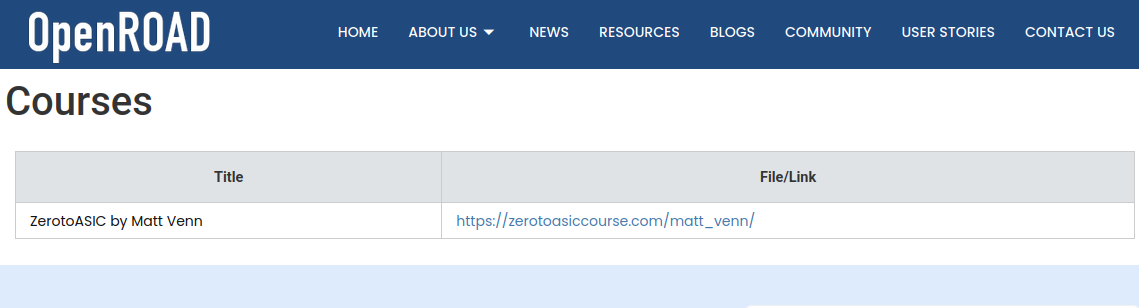 OpenROAD
HOME ABOUT US NEWS RESOURCES BLOGS COMMUNITY USER STORIES CONTACT US
Courses
Title File/Link
ZerotoASIC by Matt Venn https://zerotoasiccourse.com/matt_venn/